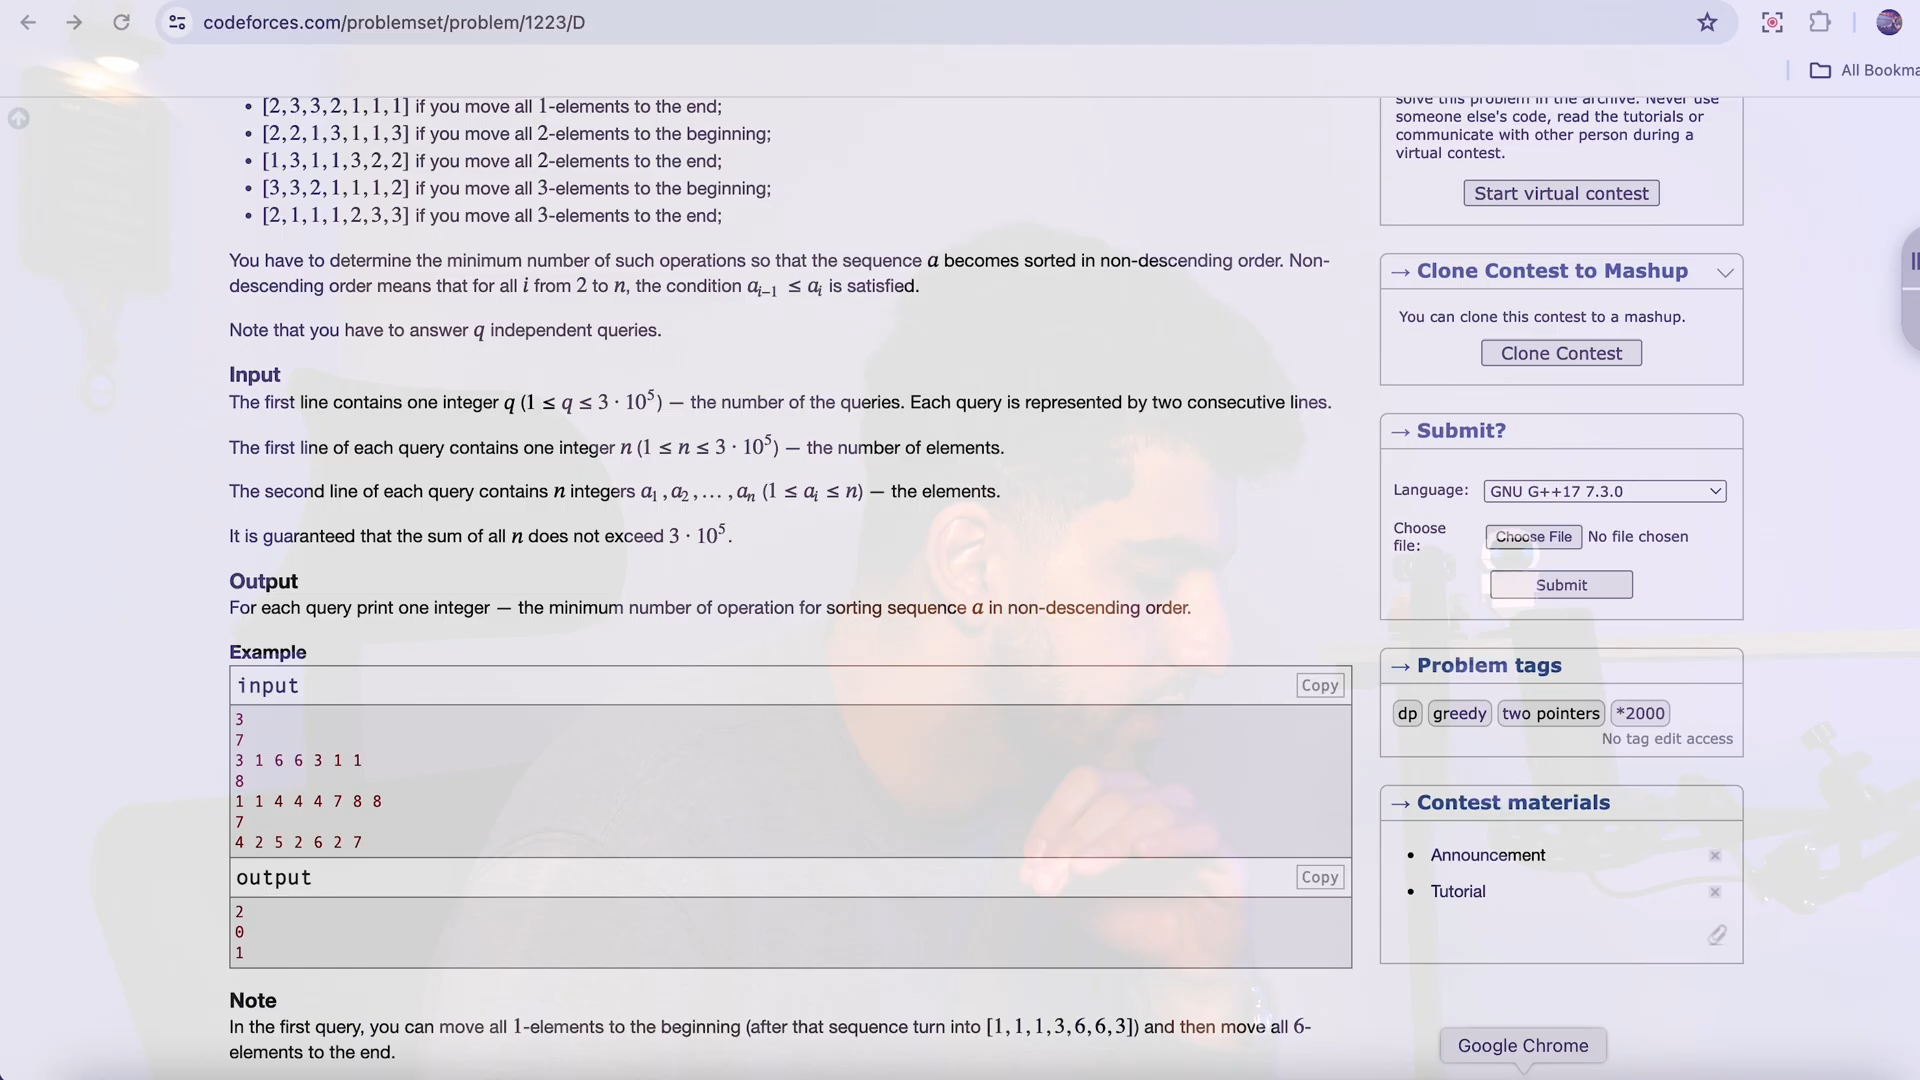 codeforces.com/problemset/problem/1223/D
All Bookma
• [2,3,3,2,1,1,1] if you move all 1-elements to the end;
• [2,2,1,3,1,1,3] if you move all 2-elements to the beginning;
• [1,3,1,1,3,2,2] if you move all 2-elements to the end;
• [3,3,2,1,1,1,2] if you move all 3-elements to the beginning;
• [2,1,1,1,2,3,3] if you move all 3-elements to the end;
You have to determine the minimum number of such operations so that the sequence a becomes sorted in non-descending order. Non-
descending order means that for all i from 2 to n, the condition aᵢ₋₁ ≤ aᵢ is satisfied.
Note that you have to answer q independent queries.
Input
The first line contains one integer q (1 ≤ q ≤ 3 · 10⁵) — the number of the queries. Each query is represented by two consecutive lines.
The first line of each query contains one integer n (1 ≤ n ≤ 3 · 10⁵) — the number of elements.
The second line of each query contains n integers a₁, a₂, …, aₙ (1 ≤ aᵢ ≤ n) — the elements.
It is guaranteed that the sum of all n does not exceed 3 · 10⁵.
Output
For each query print one integer — the minimum number of operation for sorting sequence a in non-descending order.
Example
input
Copy
3
7
3 1 6 6 3 1 1
8
1 1 4 4 4 7 8 8
7
4 2 5 2 6 2 7
output
Copy
2
0
1
Note
In the first query, you can move all 1-elements to the beginning (after that sequence turn into [1,1,1,3,6,6,3]) and then move all 6-
elements to the end.
solve this problem in the archive. Never use
someone else's code, read the tutorials or
communicate with other person during a
virtual contest.
Start virtual contest
→ Clone Contest to Mashup
You can clone this contest to a mashup.
Clone Contest
→ Submit?
Language: GNU G++17 7.3.0
Choose
file: Choose File No file chosen
Submit
→ Problem tags
dp greedy two pointers *2000
No tag edit access
→ Contest materials
• Announcement
• Tutorial
Google Chrome